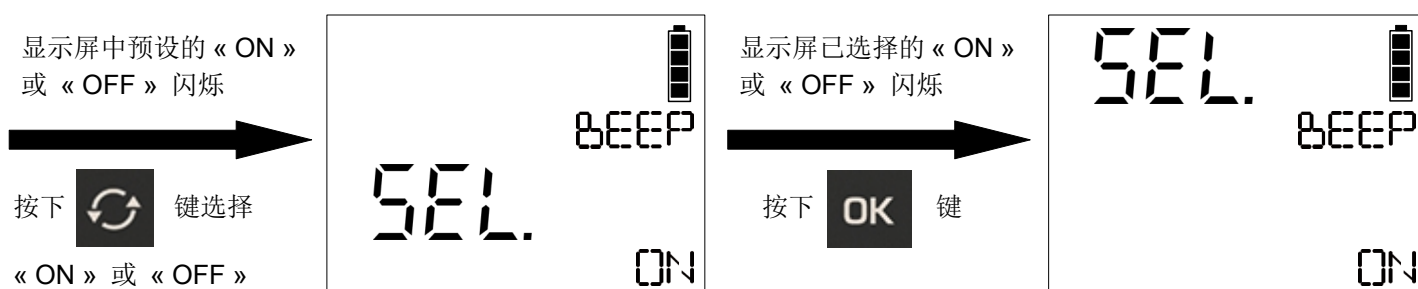 显示屏中预设的 « ON »
或 « OFF » 闪烁
按下 键选择
« ON » 或 « OFF »
BEEP
SEL.
ON
显示屏已选择的 « ON »
或 « OFF » 闪烁
按下 OK 键
SEL.
BEEP
ON